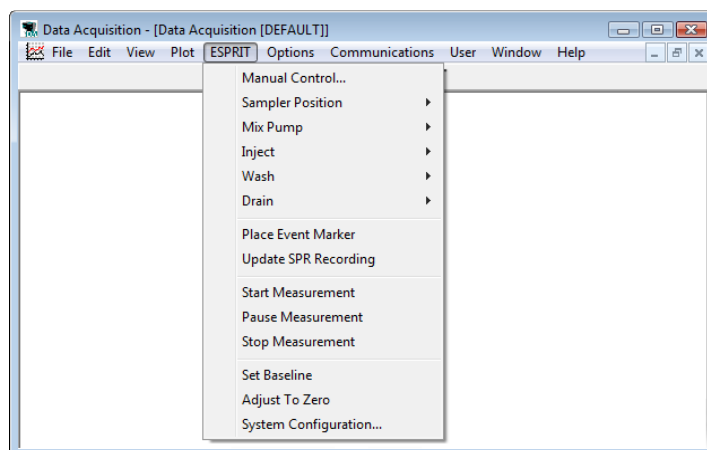 Data Acquisition - [Data Acquisition [DEFAULT]]
File Edit View Plot ESPRIT Options Communications User Window Help
Manual Control...
Sampler Position
Mix Pump
Inject
Wash
Drain
Place Event Marker
Update SPR Recording
Start Measurement
Pause Measurement
Stop Measurement
Set Baseline
Adjust To Zero
System Configuration...